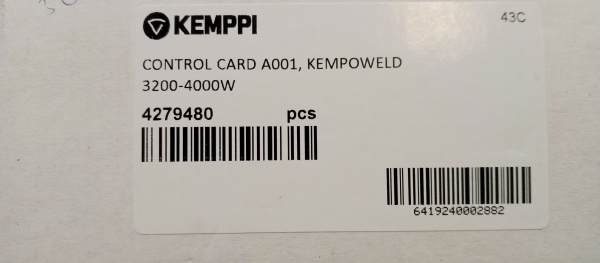 KEMPPI
43C
CONTROL CARD A001, KEMPOWELD
3200-4000W
4279480 pcs
6419240002882